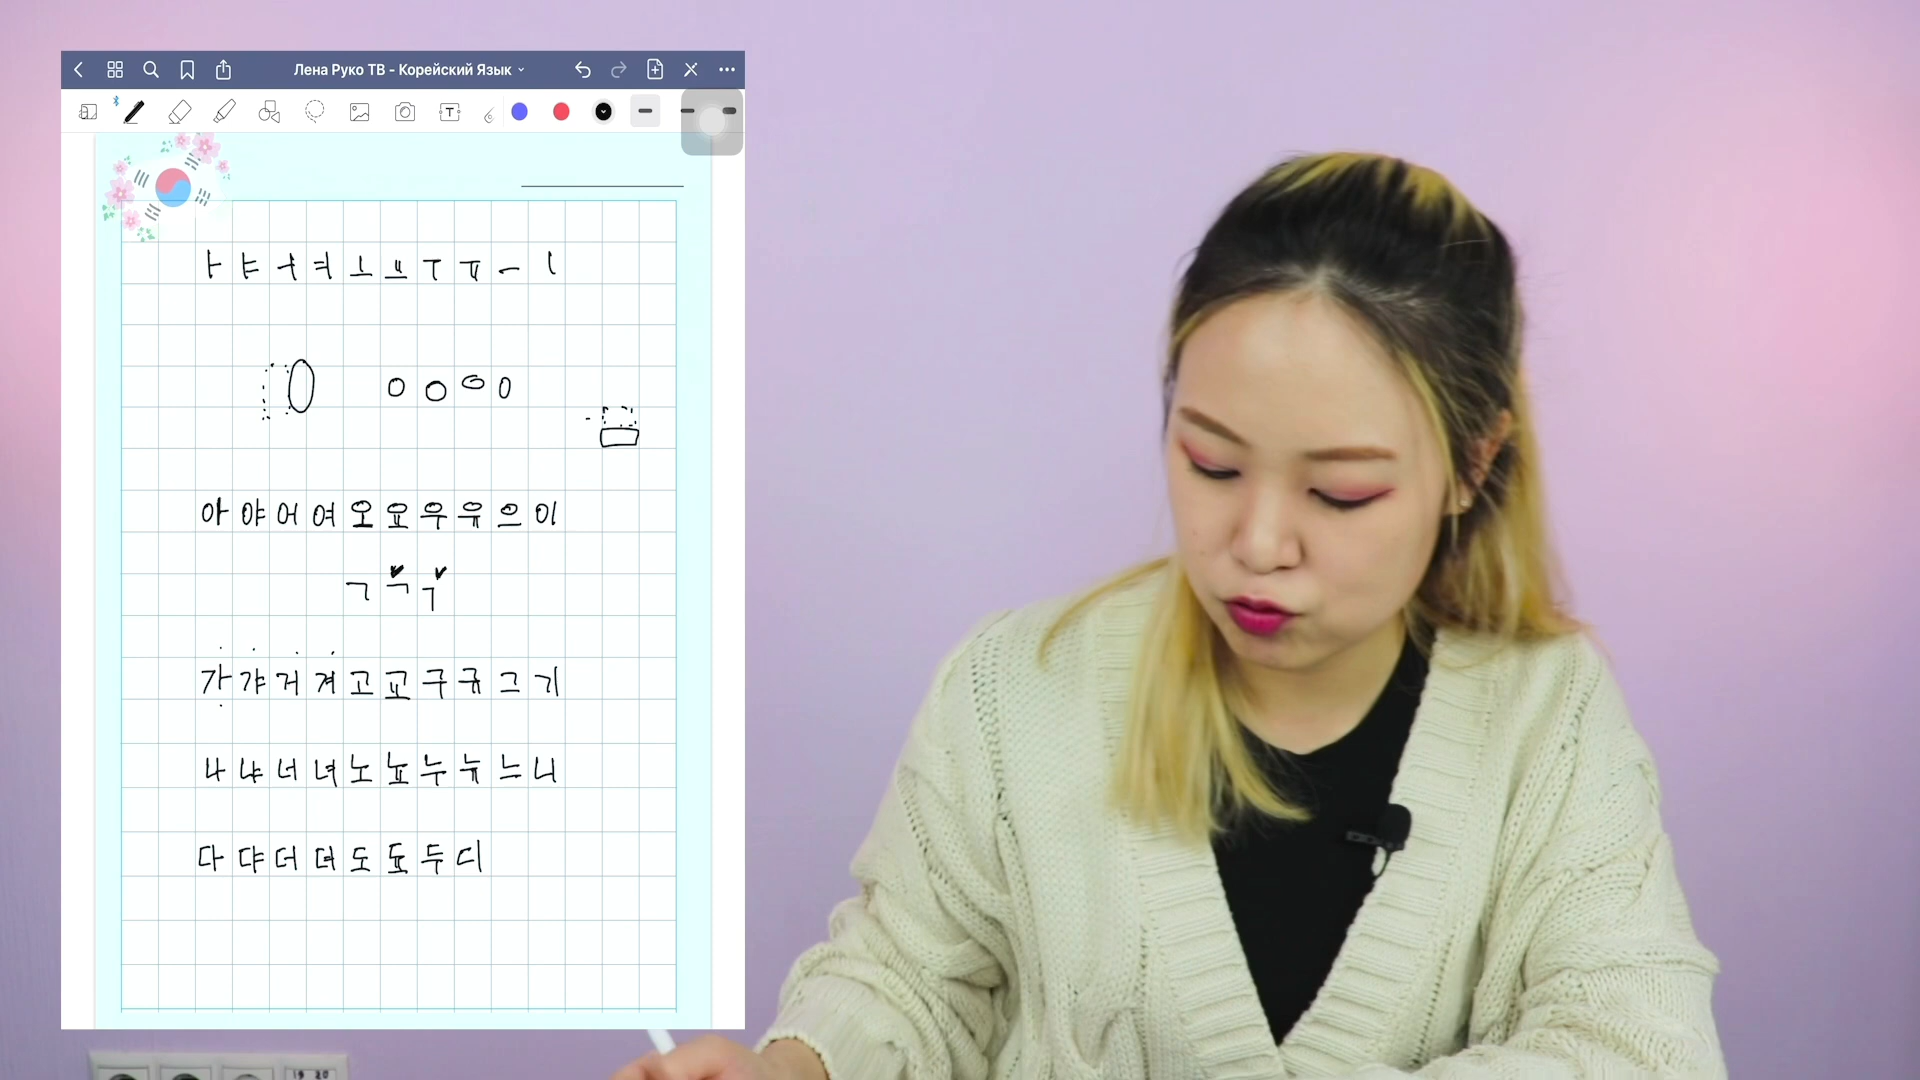 Лена Руко ТВ - Корейский Язык
ㅏ ㅑ ㅓ ㅕ ㅗ ㅛ ㅜ ㅠ ㅡ ㅣ
ㅇ ㅇ ㅇ ㅇ ㅇ
아 야 어 여 오 요 우 유 으 이
ㄱ ㄱ ㄱ
가 갸 거 겨 고 교 구 규 그 기
나 냐 너 녀 노 뇨 누 뉴 느 니
다 댜 더 뎌 도 됴 두 디
19 20